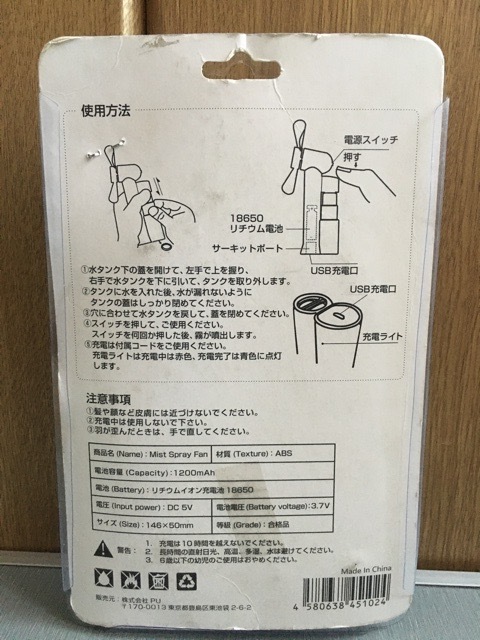 使用方法
電源スイッチ
押す
18650
リチウム電池
サーキットボート
USB充電口
USB充電口
充電ライト
①水タンク下の蓋を開けて、左手で上を握り、
右手で水タンクを下に引いて、タンクを取り外します。
②タンクに水を入れた後、水が漏れないように
タンクの蓋はしっかり閉めてください。
③穴に合わせて水タンクを戻して、蓋を閉めてください。
④スイッチを押して、ご使用ください。
スイッチを何回か押した後、霧が噴出します。
⑤充電は付属コードをご使用ください。
充電ライトは充電中は赤色、充電完了は青色に点灯
します。
注意事項
①髪や顔など皮膚には近づけないでください。
②充電中は使用しない下さい。
③羽が歪んだときは、手で直してください。
商品名 (Name)：Mist Spray Fan
材質 (Texture)：ABS
電池容量 (Capacity)：1200mAh
電池 (Battery)：リチウムイオン充電池 18650
電圧 (Input power)：DC 5V
電池電圧 (Battery voltage)：3.7V
サイズ (Size)：146×50mm
等級 (Grade)：合格品
警告：
1. 充電は10時間を越えないでください。
2. 長時間の直射日光、高温、多湿、水は避けてください。
3. 6歳以下の幼児のご使用はおやめください。
Made In China
販売元：株式会社 PU
〒170-0013 東京都鹿島区東池袋 2-6-2
4 580638 451024